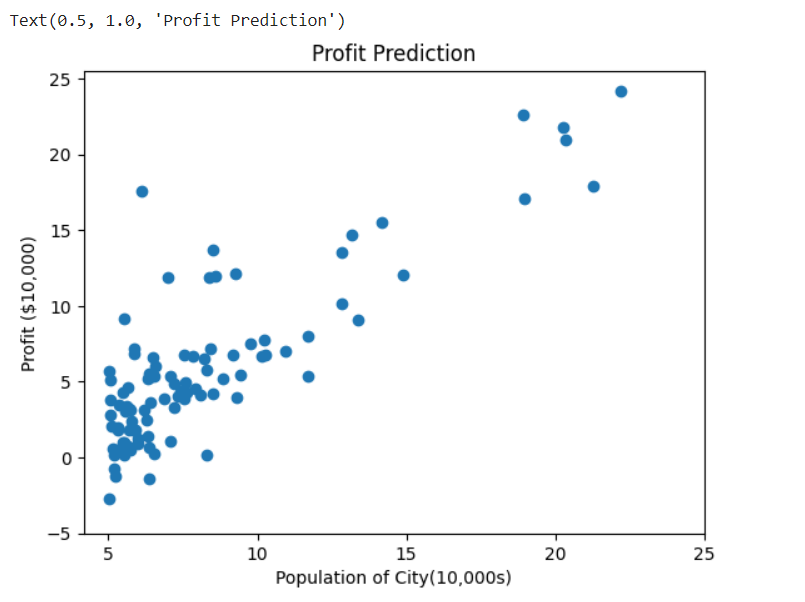 Text(0.5, 1.0, 'Profit Prediction')
Profit Prediction
25
20
15
10
5
0
−5
Profit ($10,000)
5 10 15 20 25
Population of City(10,000s)